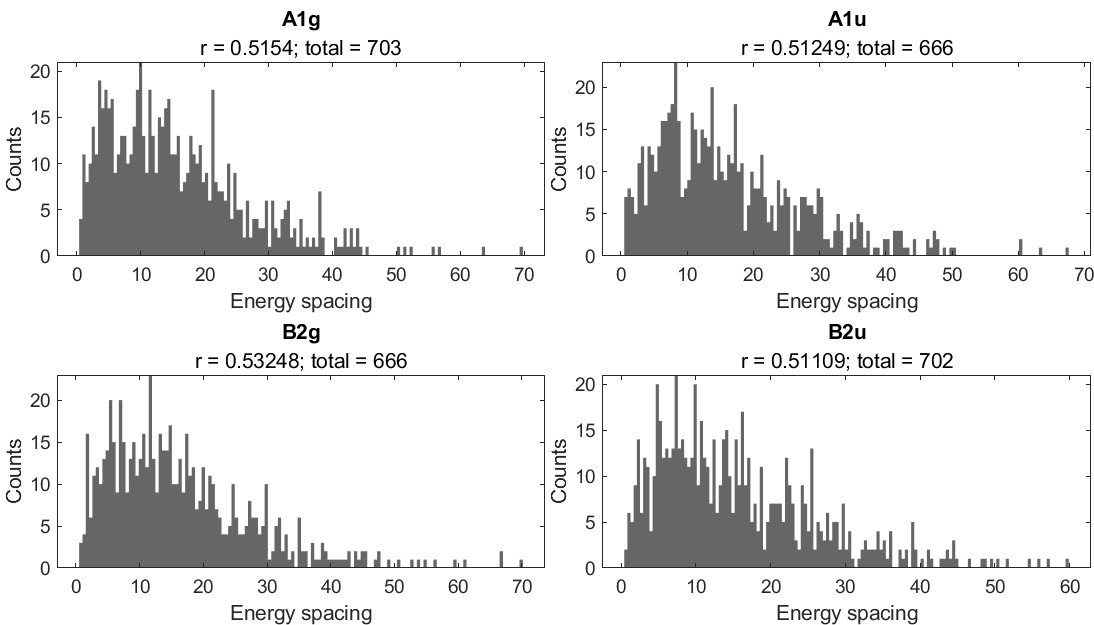 A1g
r = 0.5154; total = 703
20
15
10
5
0
Counts
0 10 20 30 40 50 60 70
Energy spacing
A1u
r = 0.51249; total = 666
20
15
10
5
0
Counts
0 10 20 30 40 50 60 70
Energy spacing
B2g
r = 0.53248; total = 666
20
15
10
5
0
Counts
0 10 20 30 40 50 60 70
Energy spacing
B2u
r = 0.51109; total = 702
20
15
10
5
0
Counts
0 10 20 30 40 50 60
Energy spacing